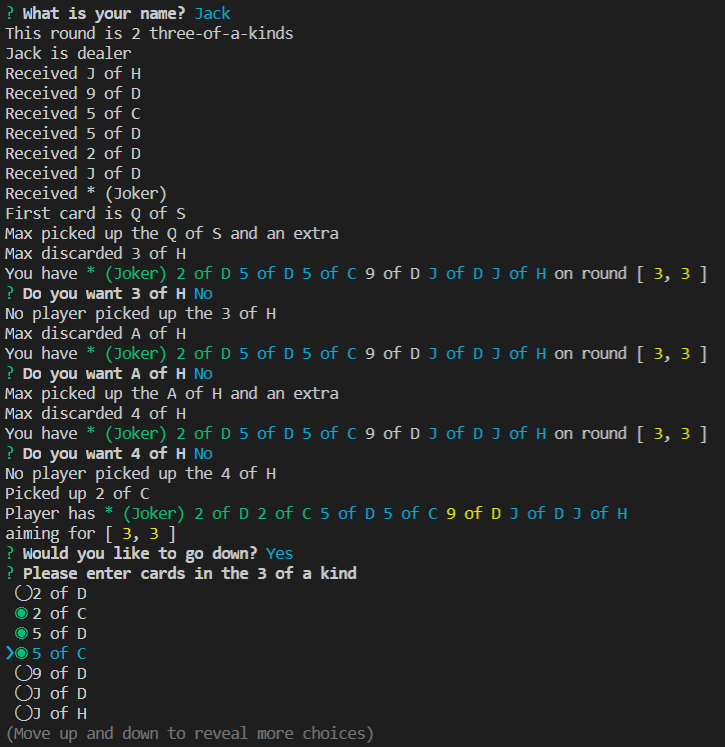 ? What is your name? Jack
This round is 2 three-of-a-kinds
Jack is dealer
Received J of H
Received 9 of D
Received 5 of C
Received 5 of D
Received 2 of D
Received J of D
Received * (Joker)
First card is Q of S
Max picked up the Q of S and an extra
Max discarded 3 of H
You have * (Joker) 2 of D 5 of D 5 of C 9 of D J of D J of H on round [ 3, 3 ]
? Do you want 3 of H No
No player picked up the 3 of H
Max discarded A of H
You have * (Joker) 2 of D 5 of D 5 of C 9 of D J of D J of H on round [ 3, 3 ]
? Do you want A of H No
Max picked up the A of H and an extra
Max discarded 4 of H
You have * (Joker) 2 of D 5 of D 5 of C 9 of D J of D J of H on round [ 3, 3 ]
? Do you want 4 of H No
No player picked up the 4 of H
Picked up 2 of C
Player has * (Joker) 2 of D 2 of C 5 of D 5 of C 9 of D J of D J of H
aiming for [ 3, 3 ]
? Would you like to go down? Yes
? Please enter cards in the 3 of a kind
◯2 of D
◉ 2 of C
◉ 5 of D
❯◉ 5 of C
◯9 of D
◯J of D
◯J of H
(Move up and down to reveal more choices)